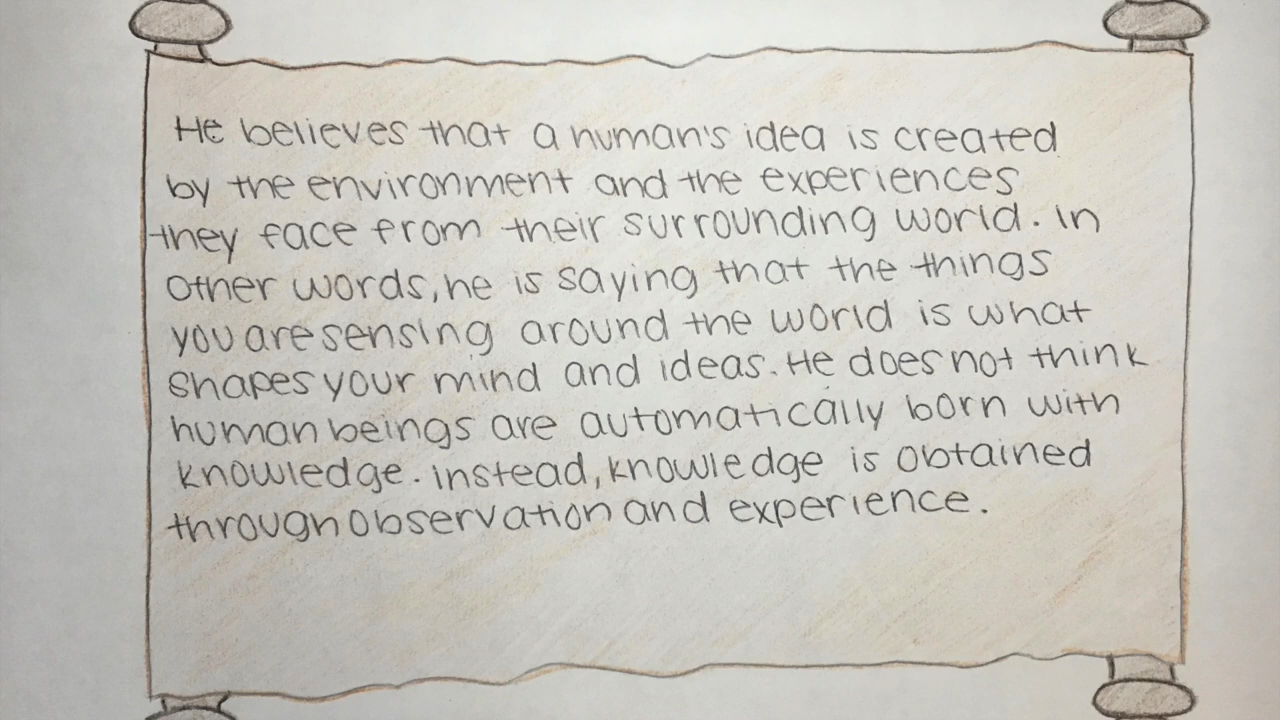 He believes that a human's idea is created
by the environment and the experiences
they face from their surrounding world. In
other words, he is saying that the things
you are sensing around the world is what
shapes your mind and ideas. He does not think
human beings are automatically born with
knowledge. Instead, knowledge is obtained
through observation and experience.